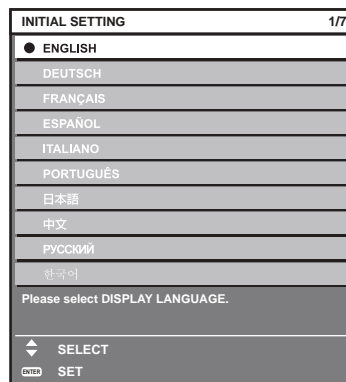 INITIAL SETTING 1/7
ENGLISH
DEUTSCH
FRANÇAIS
ESPAÑOL
ITALIANO
PORTUGUÊS
日本語
中文
РУССКИЙ
한국어
Please select DISPLAY LANGUAGE.
SELECT
ENTER SET